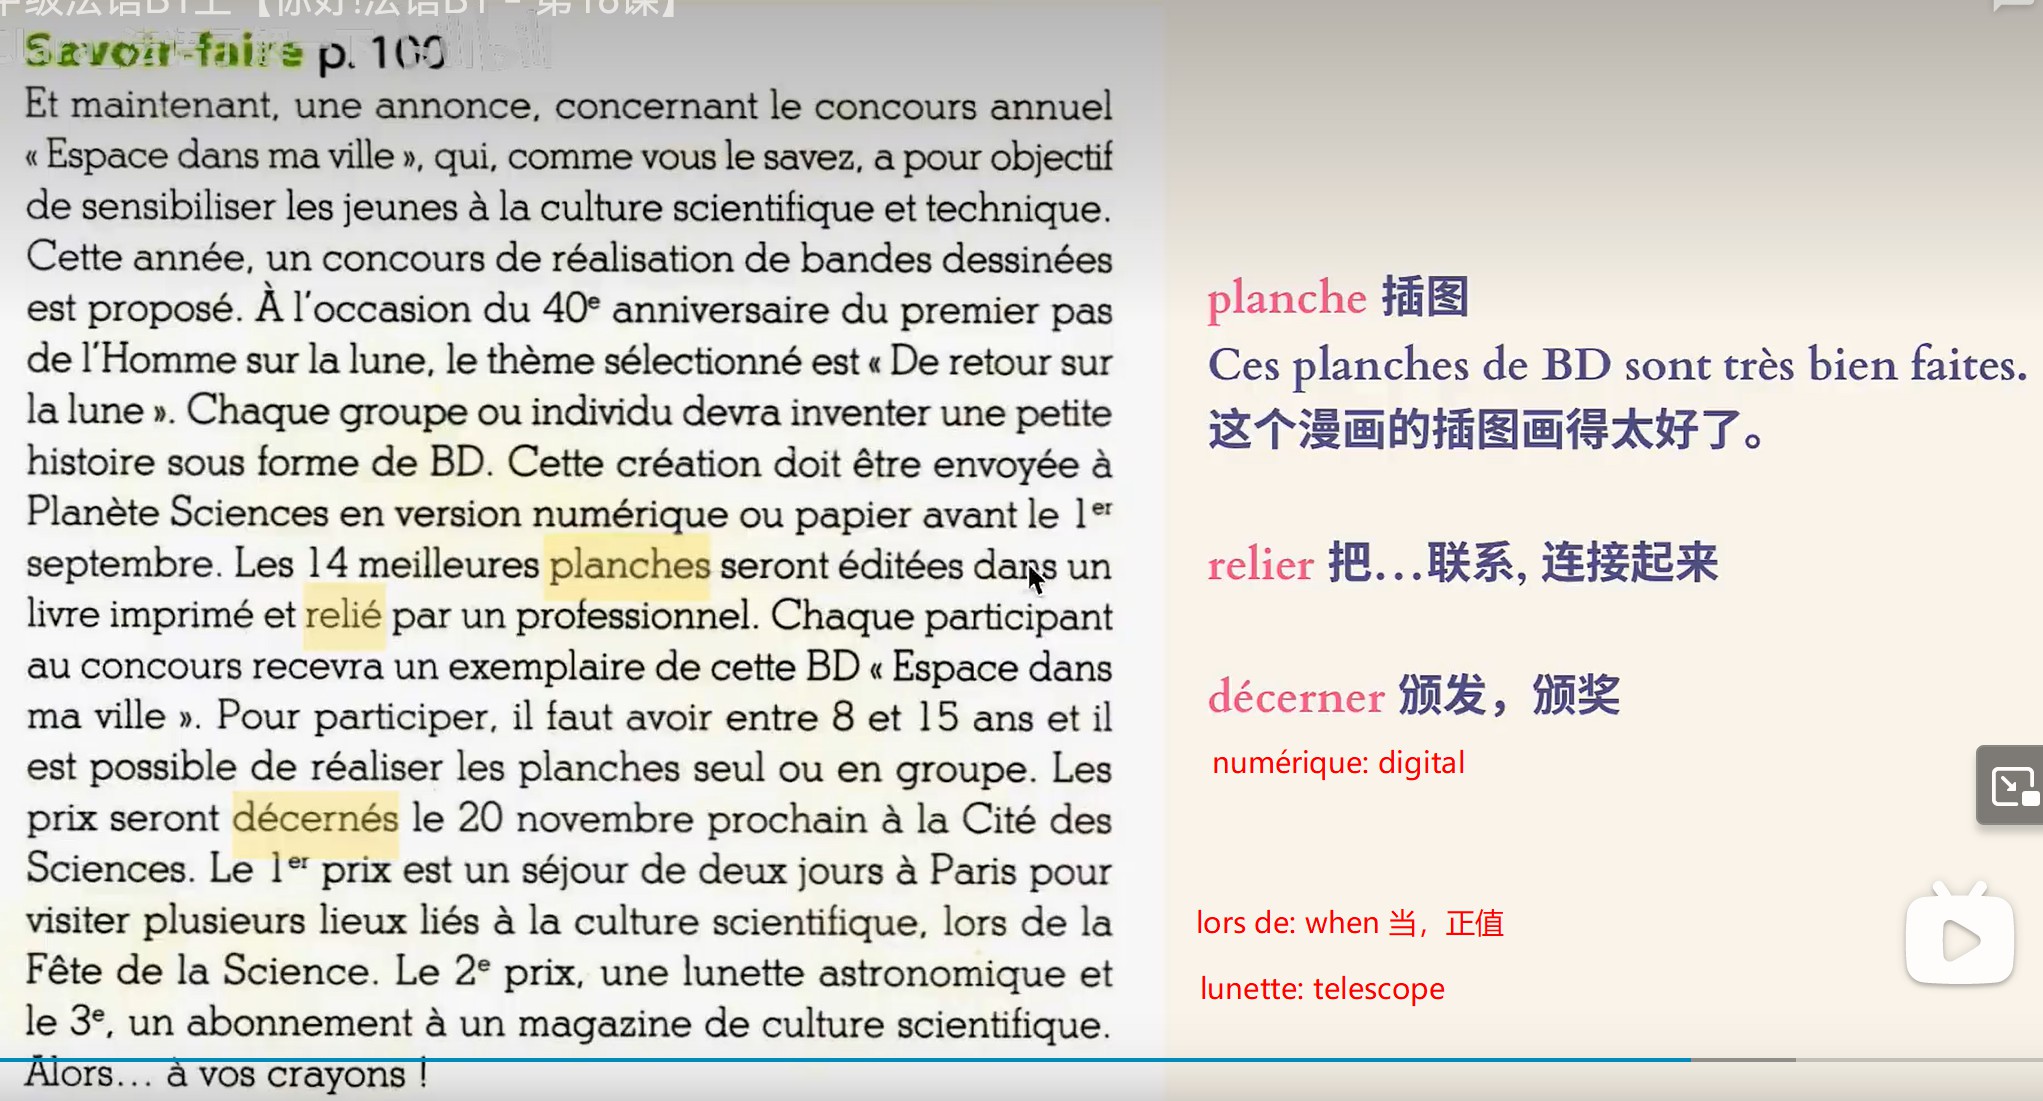 中级法语B1上【你好!法语B1 - 第16课】
Savoir-faire p. 100
Et maintenant, une annonce, concernant le concours annuel
« Espace dans ma ville », qui, comme vous le savez, a pour objectif
de sensibiliser les jeunes à la culture scientifique et technique.
Cette année, un concours de réalisation de bandes dessinées
est proposé. À l'occasion du 40e anniversaire du premier pas
de l'Homme sur la lune, le thème sélectionné est « De retour sur
la lune ». Chaque groupe ou individu devra inventer une petite
histoire sous forme de BD. Cette création doit être envoyée à
Planète Sciences en version numérique ou papier avant le 1er
septembre. Les 14 meilleures planches seront éditées dans un
livre imprimé et relié par un professionnel. Chaque participant
au concours recevra un exemplaire de cette BD « Espace dans
ma ville ». Pour participer, il faut avoir entre 8 et 15 ans et il
est possible de réaliser les planches seul ou en groupe. Les
prix seront décernés le 20 novembre prochain à la Cité des
Sciences. Le 1er prix est un séjour de deux jours à Paris pour
visiter plusieurs lieux liés à la culture scientifique, lors de la
Fête de la Science. Le 2e prix, une lunette astronomique et
le 3e, un abonnement à un magazine de culture scientifique.
Alors... à vos crayons !
planche 插图
Ces planches de BD sont très bien faites.
这个漫画的插图画得太好了。
relier 把...联系, 连接起来
décerner 颁发，颁奖
numérique: digital
lors de: when 当，正值
lunette: telescope